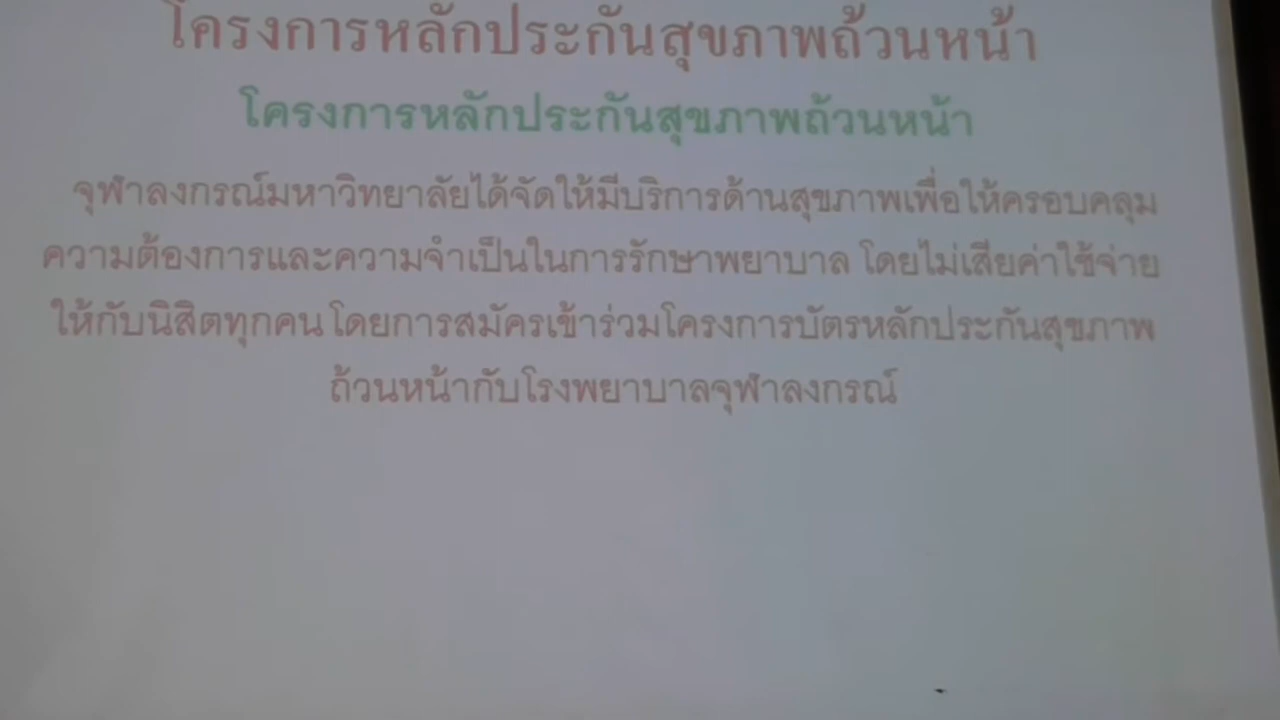 โครงการหลักประกันสุขภาพถ้วนหน้า
โครงการหลักประกันสุขภาพถ้วนหน้า
จุฬาลงกรณ์มหาวิทยาลัยได้จัดให้มีบริการด้านสุขภาพเพื่อให้ครอบคลุม
ความต้องการและความจำเป็นในการรักษาพยาบาล โดยไม่เสียค่าใช้จ่าย
ให้กับนิสิตทุกคน โดยการสมัครเข้าร่วมโครงการบัตรหลักประกันสุขภาพ
ถ้วนหน้ากับโรงพยาบาลจุฬาลงกรณ์